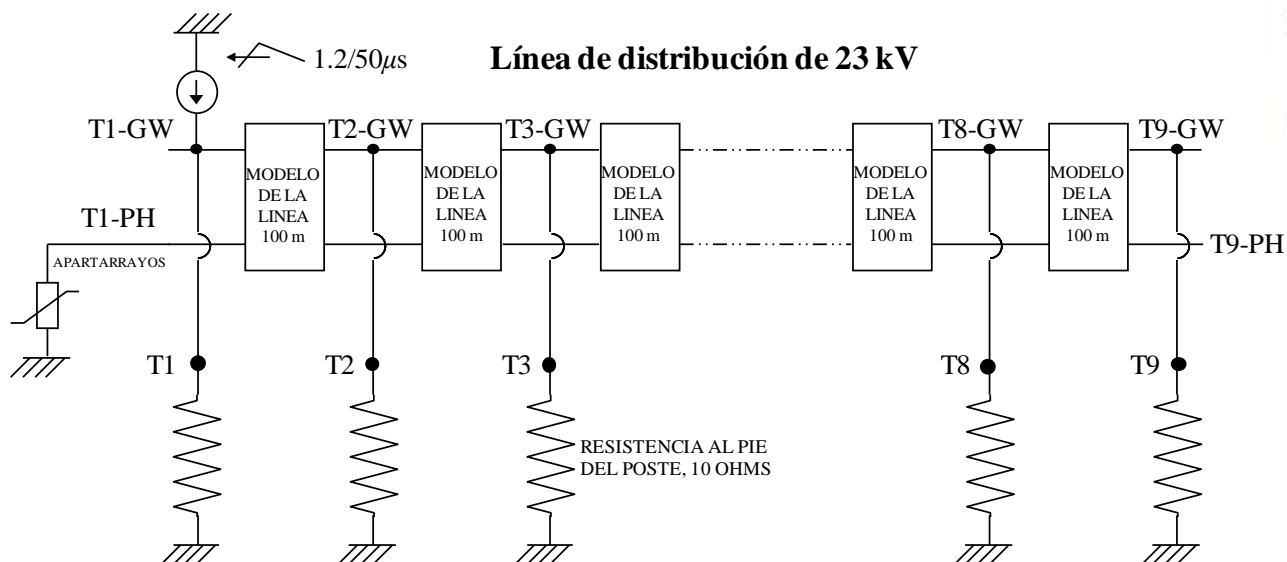 1.2/50μs
Línea de distribución de 23 kV
T1-GW
T2-GW
T3-GW
T8-GW
T9-GW
MODELO
DE LA
LINEA
100 m
MODELO
DE LA
LINEA
100 m
MODELO
DE LA
LINEA
100 m
MODELO
DE LA
LINEA
100 m
MODELO
DE LA
LINEA
100 m
T1-PH
T9-PH
APARTARRAYOS
T1
T2
T3
T8
T9
RESISTENCIA AL PIE
DEL POSTE, 10 OHMS